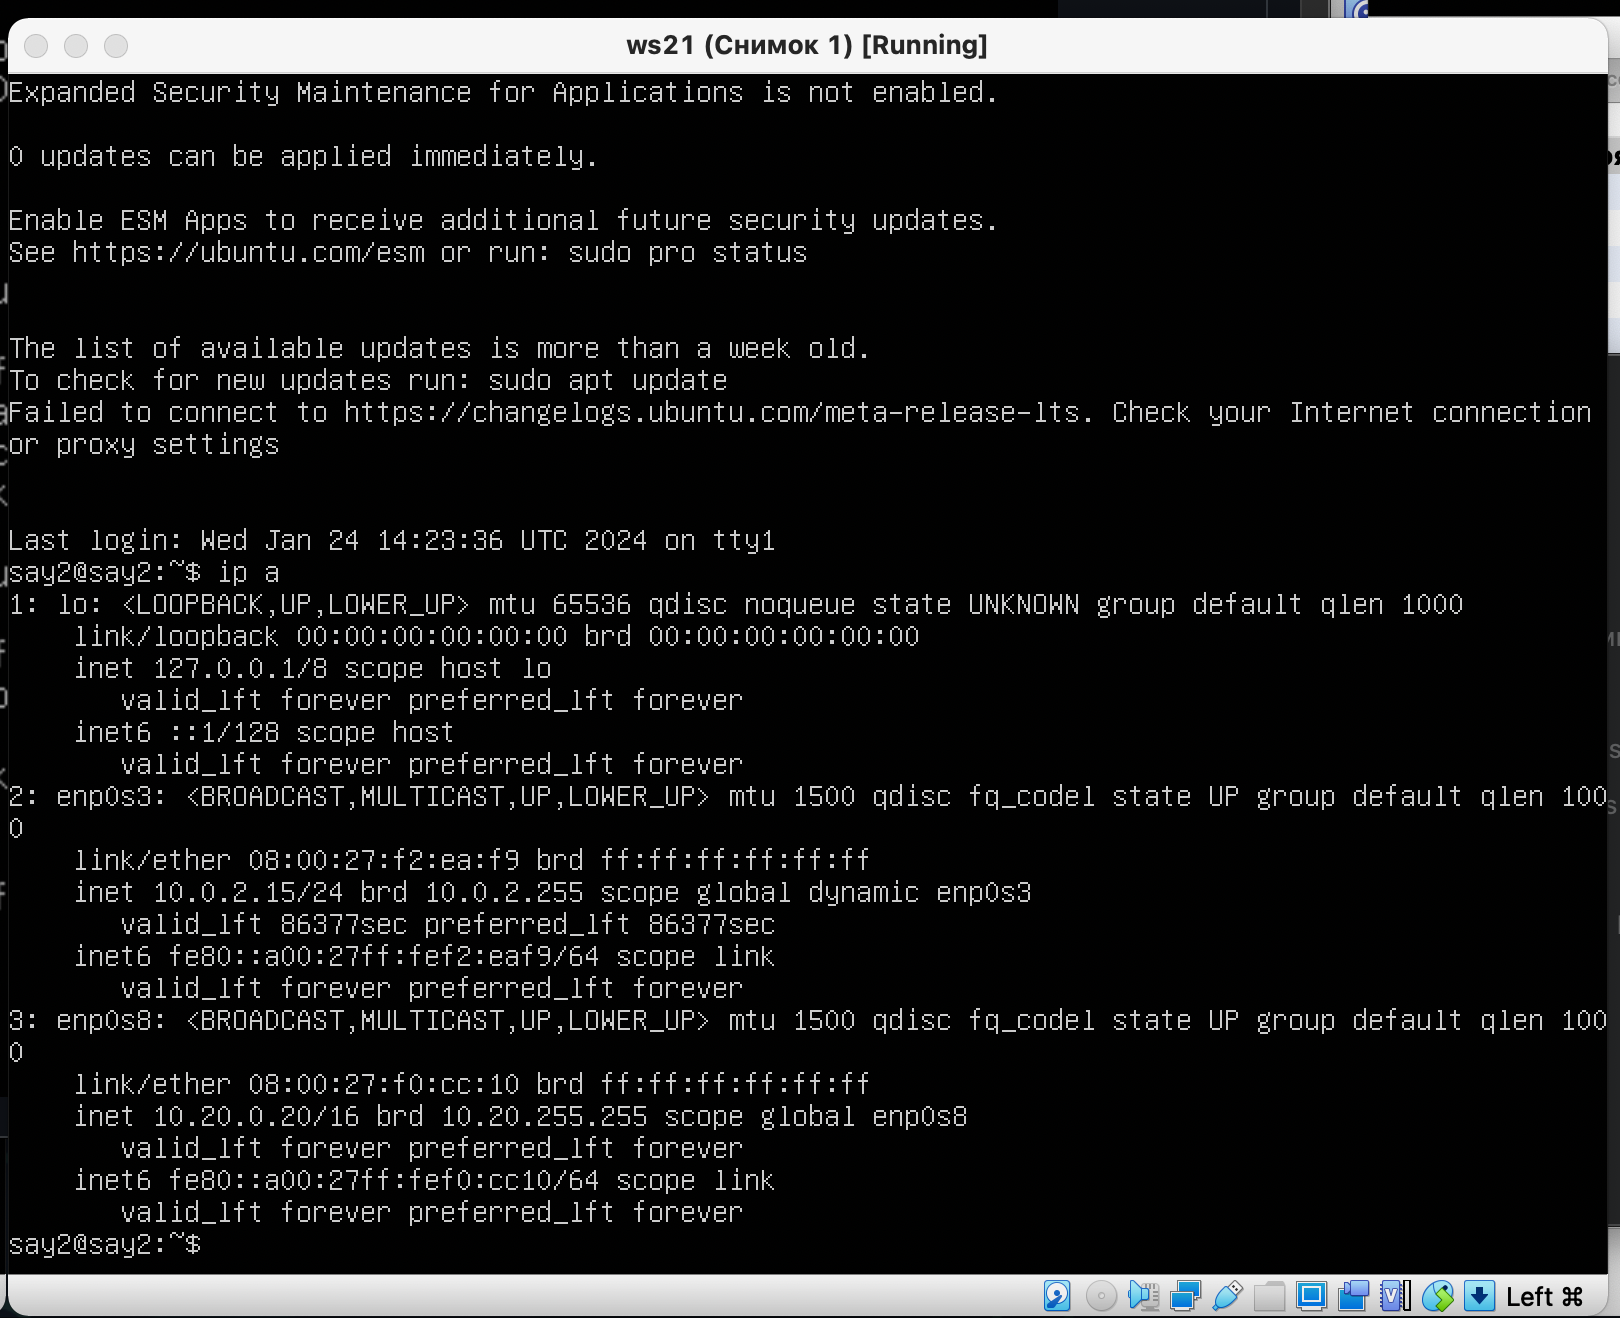 ws21 (Снимок 1) [Running]
Expanded Security Maintenance for Applications is not enabled.
0 updates can be applied immediately.
Enable ESM Apps to receive additional future security updates.
See https://ubuntu.com/esm or run: sudo pro status
The list of available updates is more than a week old.
To check for new updates run: sudo apt update
Failed to connect to https://changelogs.ubuntu.com/meta-release-lts. Check your Internet connection
or proxy settings
Last login: Wed Jan 24 14:23:36 UTC 2024 on tty1
say2@say2:~$ ip a
1: lo: <LOOPBACK,UP,LOWER_UP> mtu 65536 qdisc noqueue state UNKNOWN group default qlen 1000
link/loopback 00:00:00:00:00:00 brd 00:00:00:00:00:00
inet 127.0.0.1/8 scope host lo
valid_lft forever preferred_lft forever
inet6 ::1/128 scope host
valid_lft forever preferred_lft forever
2: enp0s3: <BROADCAST,MULTICAST,UP,LOWER_UP> mtu 1500 qdisc fq_codel state UP group default qlen 100
0
link/ether 08:00:27:f2:ea:f9 brd ff:ff:ff:ff:ff:ff
inet 10.0.2.15/24 brd 10.0.2.255 scope global dynamic enp0s3
valid_lft 86377sec preferred_lft 86377sec
inet6 fe80::a00:27ff:fef2:eaf9/64 scope link
valid_lft forever preferred_lft forever
3: enp0s8: <BROADCAST,MULTICAST,UP,LOWER_UP> mtu 1500 qdisc fq_codel state UP group default qlen 100
0
link/ether 08:00:27:f0:cc:10 brd ff:ff:ff:ff:ff:ff
inet 10.20.0.20/16 brd 10.20.255.255 scope global enp0s8
valid_lft forever preferred_lft forever
inet6 fe80::a00:27ff:fef0:cc10/64 scope link
valid_lft forever preferred_lft forever
say2@say2:~$
Left ⌘